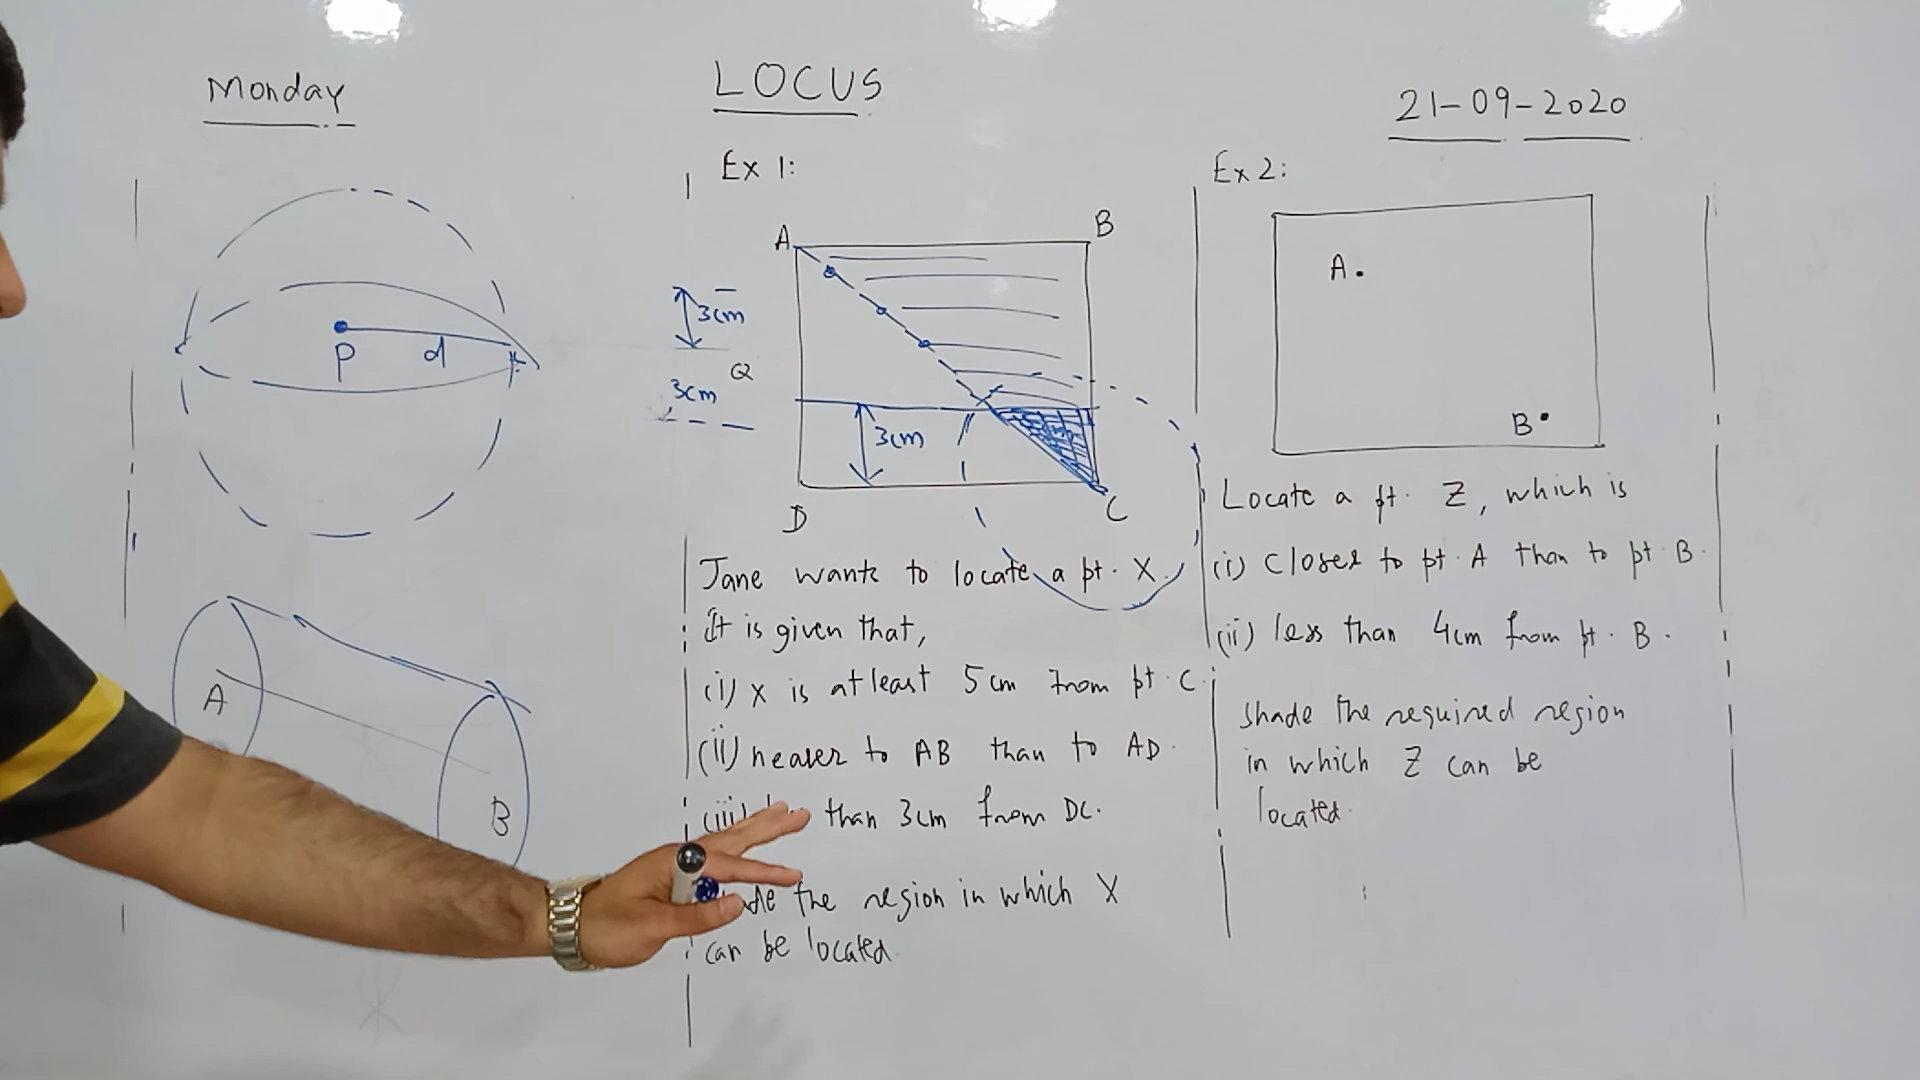 Monday
LOCUS
21-09-2020
P
d
A
B
Ex 1:
A
B
3cm
Q
3cm
3cm
D
C
Jane wants to locate a pt. X.
It is given that,
(i) X is atleast 5cm from pt. C.
(ii) nearer to AB than to AD.
(iii) than 3cm from DC.
the region in which X
can be located.
Ex 2:
A.
B.
Locate a pt. Z, which is
(i) Closer to pt. A than to pt. B.
(ii) less than 4cm from pt. B.
Shade the required region
in which Z can be
located.